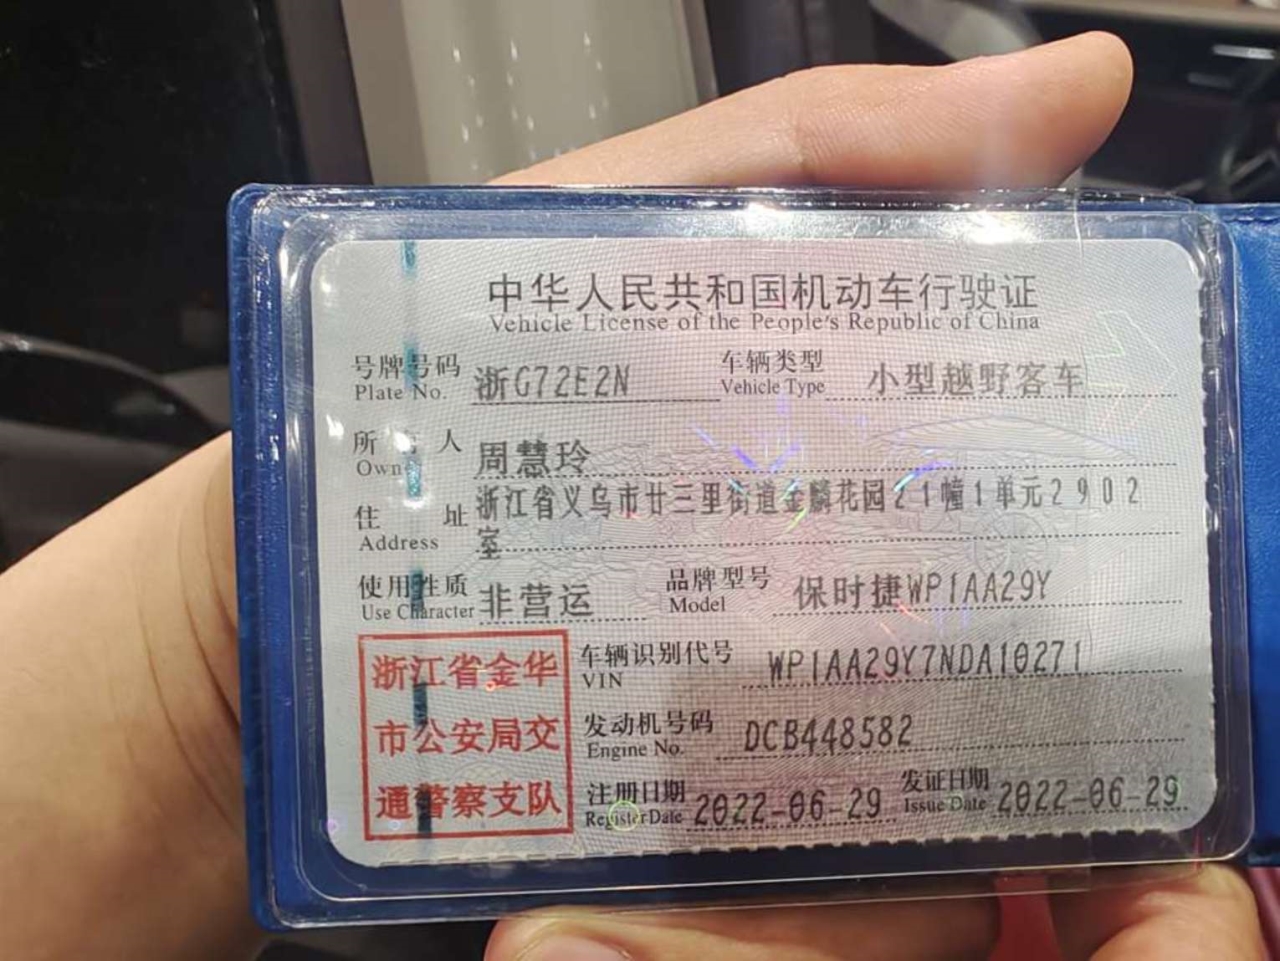 中华人民共和国机动车行驶证
Vehicle License of the People's Republic of China
号牌号码 浙G72E2N 车辆类型 小型越野客车
Plate No. Vehicle Type
所 人 周慧玲
Own
住 址 浙江省义乌市廿三里街道金麟花园21幢1单元2902
Address 室
使用性质 非营运 品牌型号 保时捷WP1AA29Y
Use Character Model
浙江省金华
市公安局交
通警察支队
车辆识别代号 WP1AA29Y7NDA10271
VIN
发动机号码 DCB448582
Engine No.
注册日期 2022-06-29 发证日期 2022-06-29
Register Date Issue Date